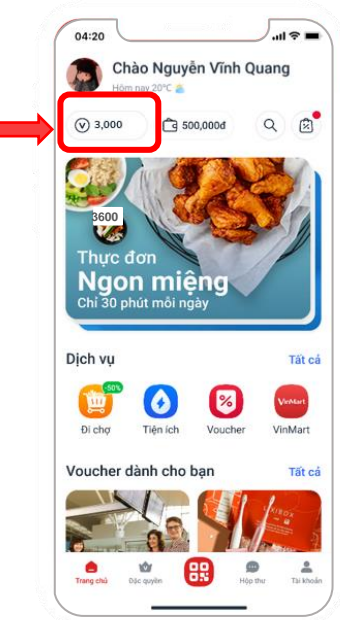 04:20
Chào Nguyễn Vĩnh Quang
Hôm nay 20°C
V 3,000
500,000đ
3600
Thực đơn
Ngon miệng
Chỉ 30 phút mỗi ngày
Dịch vụ
Tất cả
-50%
VinMart
Đi chợ
Tiện ích
Voucher
VinMart
Voucher dành cho bạn
Tất cả
LIXIBOX
Trang chủ
Đặc quyền
Hộp thư
Tài khoản